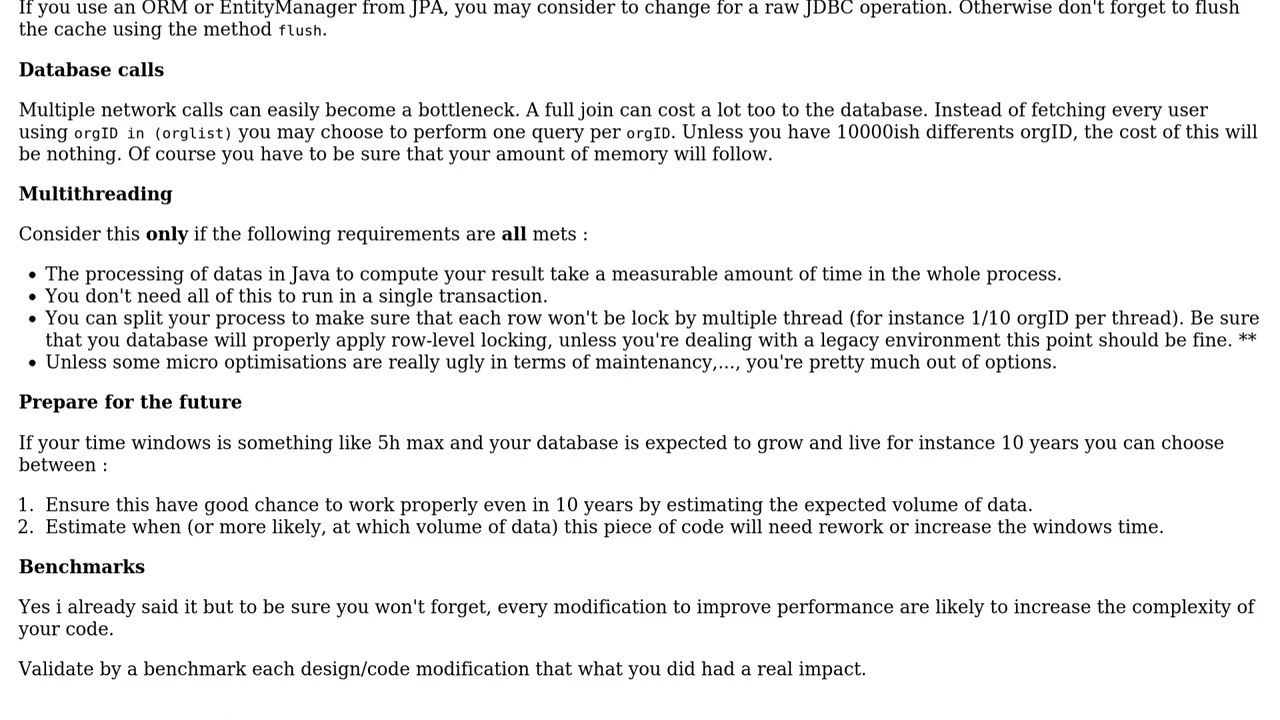 If you use an ORM or EntityManager from JPA, you may consider to change for a raw JDBC operation. Otherwise don't forget to flush
the cache using the method flush.
Database calls
Multiple network calls can easily become a bottleneck. A full join can cost a lot too to the database. Instead of fetching every user
using orgID in (orglist) you may choose to perform one query per orgID. Unless you have 10000ish differents orgID, the cost of this will
be nothing. Of course you have to be sure that your amount of memory will follow.
Multithreading
Consider this only if the following requirements are all mets :
• The processing of datas in Java to compute your result take a measurable amount of time in the whole process.
• You don't need all of this to run in a single transaction.
• You can split your process to make sure that each row won't be lock by multiple thread (for instance 1/10 orgID per thread). Be sure
that you database will properly apply row-level locking, unless you're dealing with a legacy environment this point should be fine. **
• Unless some micro optimisations are really ugly in terms of maintenancy,..., you're pretty much out of options.
Prepare for the future
If your time windows is something like 5h max and your database is expected to grow and live for instance 10 years you can choose
between :
1. Ensure this have good chance to work properly even in 10 years by estimating the expected volume of data.
2. Estimate when (or more likely, at which volume of data) this piece of code will need rework or increase the windows time.
Benchmarks
Yes i already said it but to be sure you won't forget, every modification to improve performance are likely to increase the complexity of
your code.
Validate by a benchmark each design/code modification that what you did had a real impact.